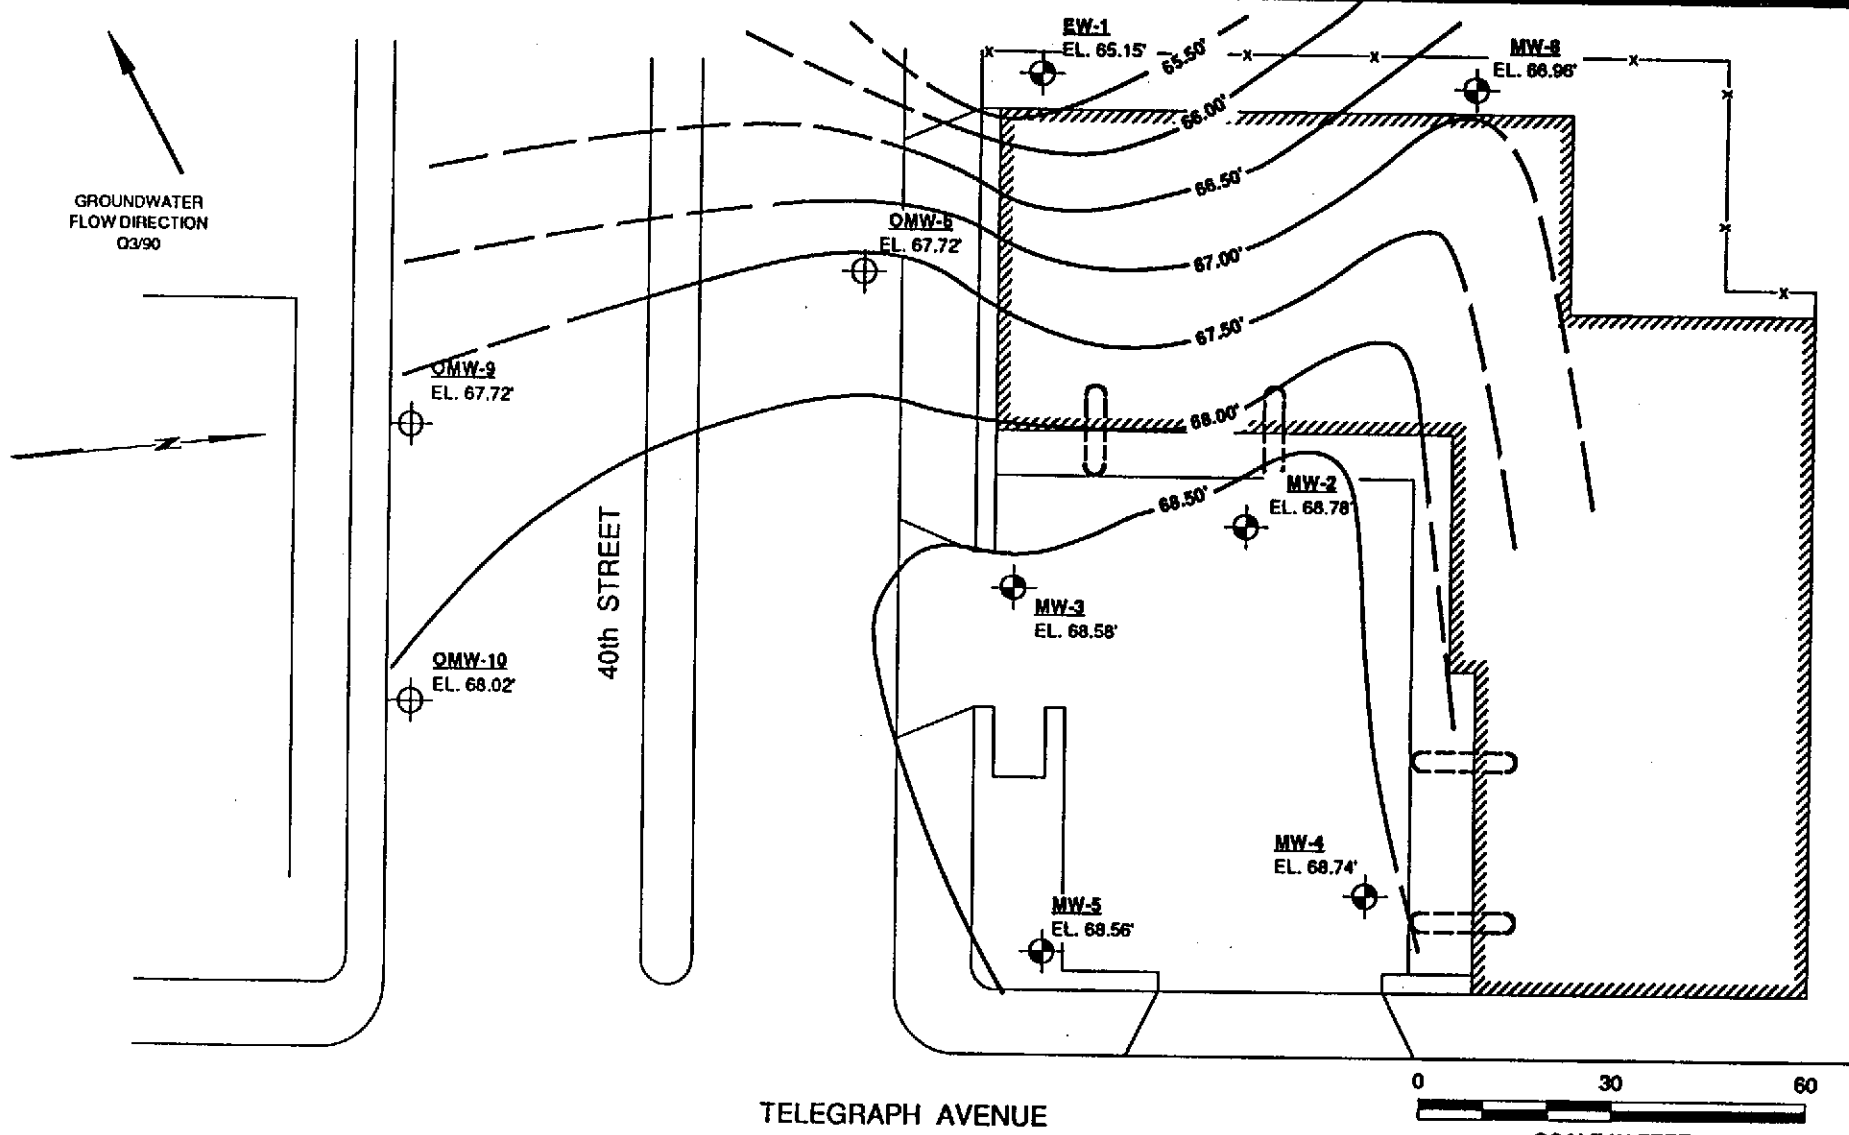 EW-1
EL. 65.15'
MW-8
EL. 66.96'
65.50'
66.00'
66.50'
67.00'
67.50'
68.00'
68.50'
GROUNDWATER
FLOW DIRECTION
Q3/90
OMW-6
EL. 67.72'
OMW-9
EL. 67.72'
Z
MW-2
EL. 68.78'
40th STREET
MW-3
EL. 68.58'
OMW-10
EL. 68.02'
MW-4
EL. 68.74'
MW-5
EL. 68.56'
TELEGRAPH AVENUE
0 30 60